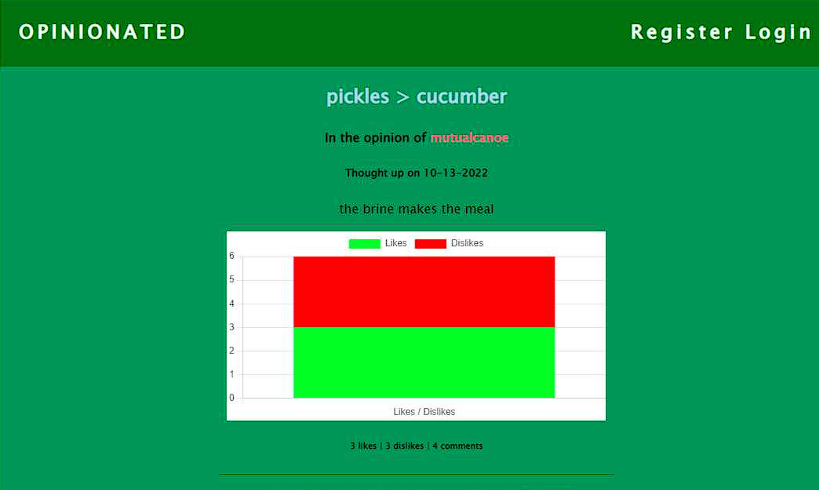 OPINIONATED Register Login
pickles > cucumber
In the opinion of mutualcanoe
Thought up on 10-13-2022
the brine makes the meal
Likes Dislikes
6
5
4
3
2
1
0
Likes / Dislikes
3 likes | 3 dislikes | 4 comments